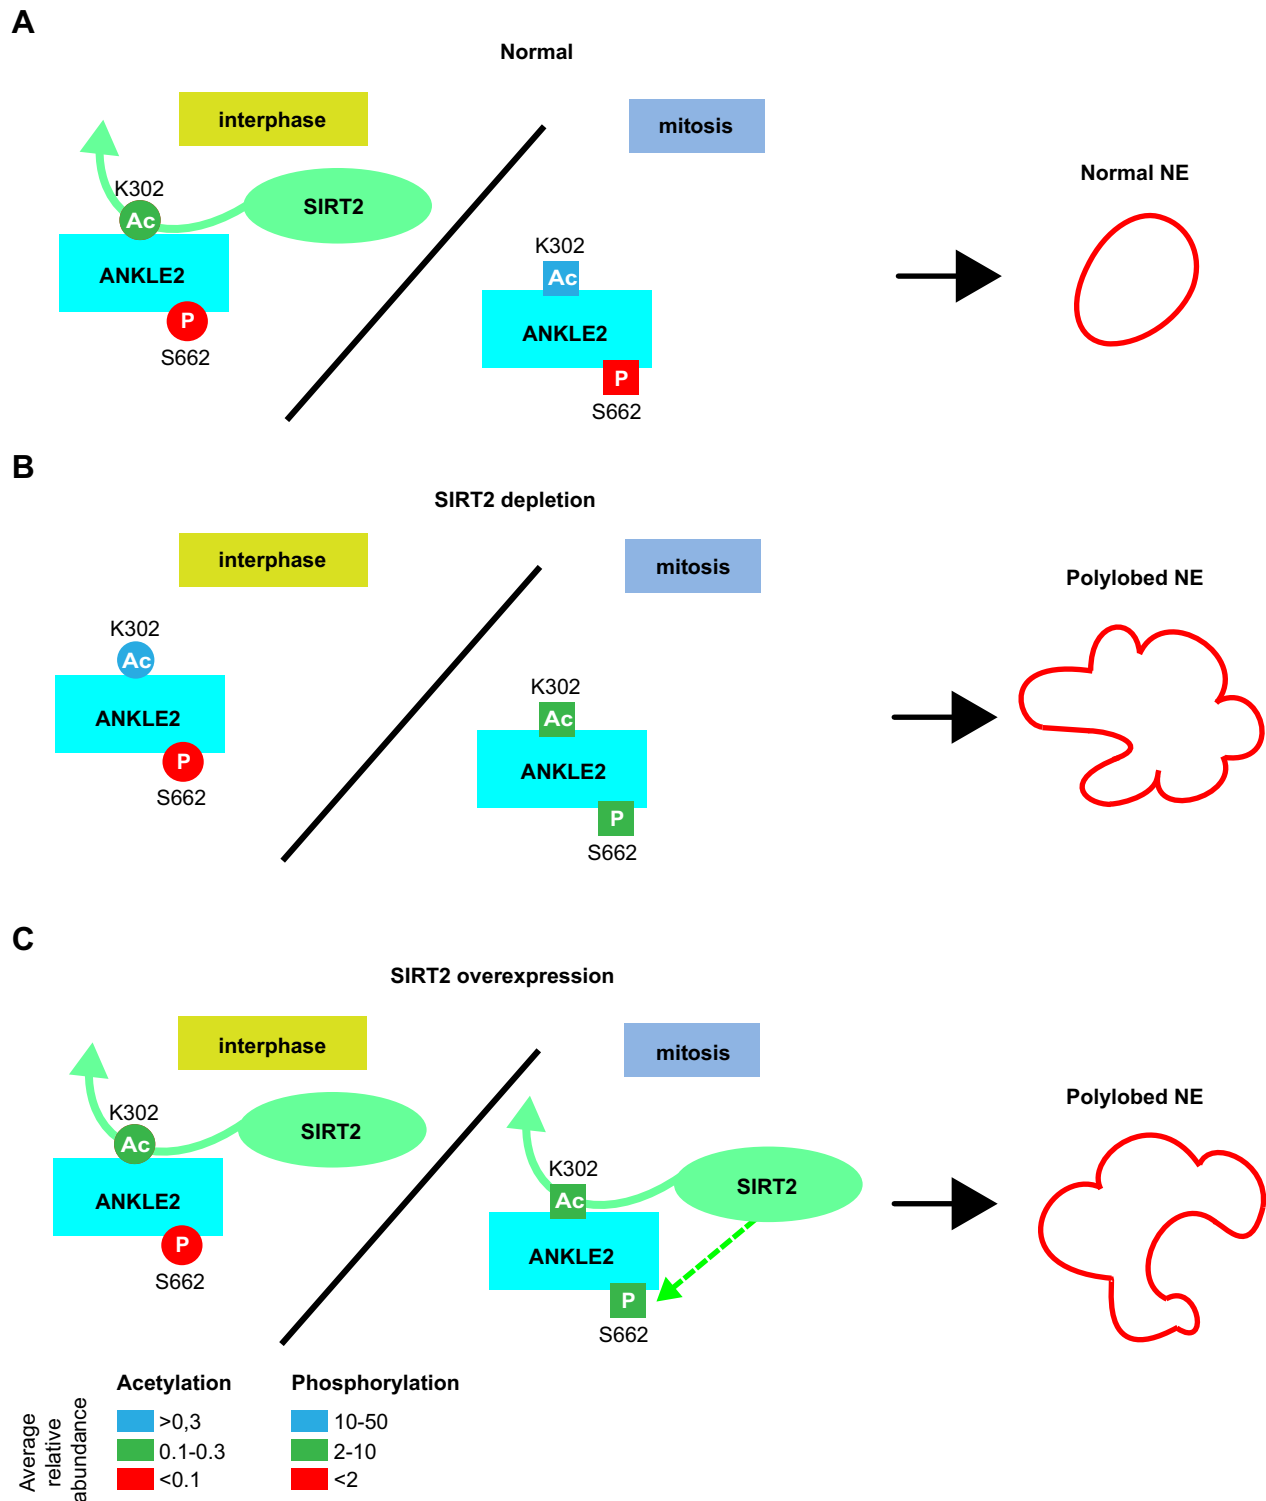 A
Normal
interphase
mitosis
K302
Ac
SIRT2
ANKLE2
P
S662
K302
Ac
ANKLE2
P
S662
Normal NE
B
SIRT2 depletion
interphase
mitosis
K302
Ac
ANKLE2
P
S662
K302
Ac
ANKLE2
P
S662
Polylobed NE
C
SIRT2 overexpression
interphase
mitosis
K302
Ac
SIRT2
ANKLE2
P
S662
K302
Ac
SIRT2
ANKLE2
P
S662
Polylobed NE
Average
relative
abundance
Acetylation
>0,3
0.1-0.3
<0.1
Phosphorylation
10-50
2-10
<2